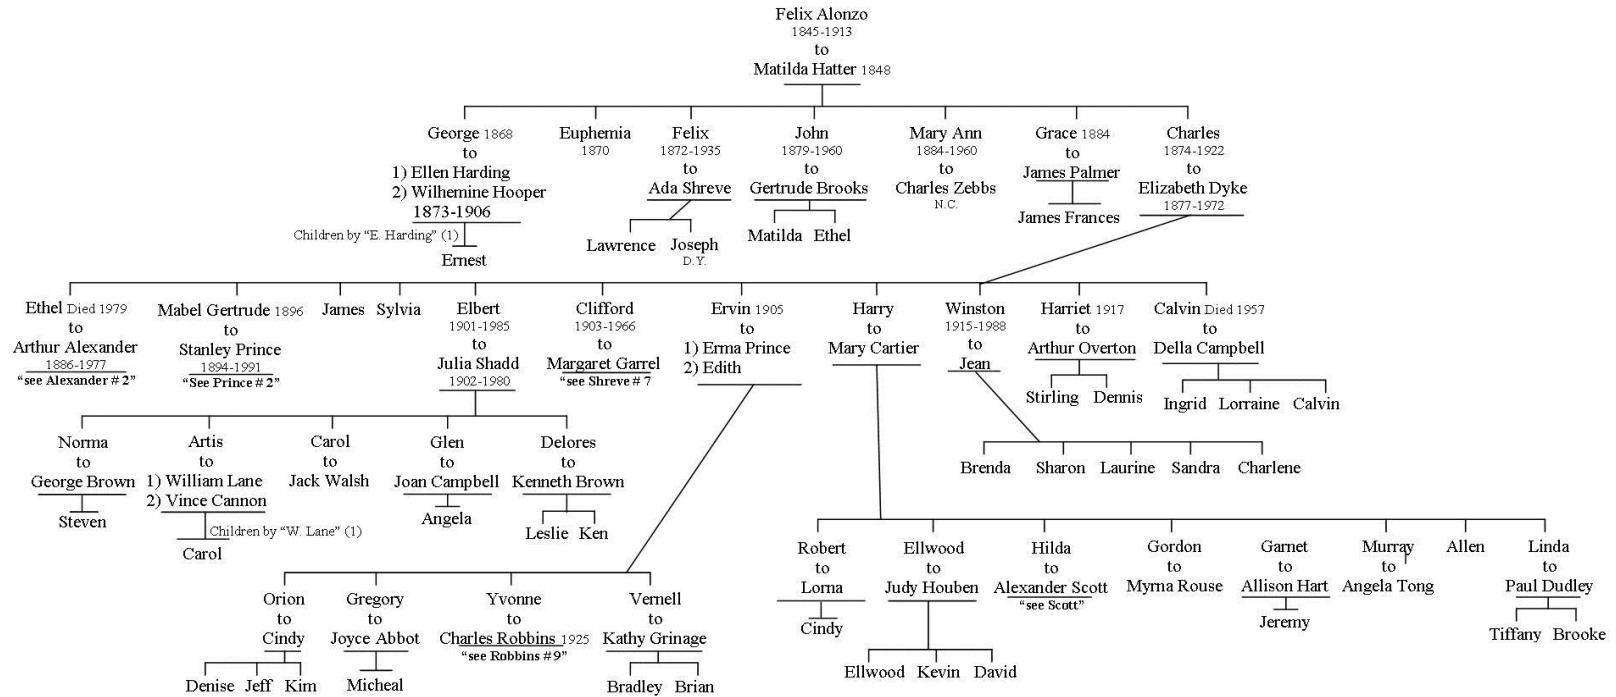 Felix Alonzo
1845-1913
to
Matilda Hatter 1848
George 1868
to
1) Ellen Harding
2) Wilhemine Hooper
1873-1906
Children by "E. Harding" (1)
Ernest
Euphemia
1870
Felix
1872-1935
to
Ada Shreve
Lawrence
Joseph
D.Y.
John
1879-1960
to
Gertrude Brooks
Matilda Ethel
Mary Ann
1884-1960
to
Charles Zebbs
N.C.
Grace 1884
to
James Palmer
James Frances
Charles
1874-1922
to
Elizabeth Dyke
1877-1972
Ethel Died 1979
to
Arthur Alexander
1886-1977
"see Alexander # 2"
Mabel Gertrude 1896
to
Stanley Prince
1894-1991
"See Prince # 2"
James
Sylvia
Elbert
1901-1985
to
Julia Shadd
1902-1980
Clifford
1903-1966
to
Margaret Garrel
"see Shreve # 7
Ervin 1905
to
1) Erma Prince
2) Edith
Harry
to
Mary Cartier
Winston
1915-1988
to
Jean
Harriet 1917
to
Arthur Overton
Stirling Dennis
Calvin Died 1957
to
Della Campbell
Ingrid Lorraine Calvin
Norma
to
George Brown
Steven
Artis
to
1) William Lane
2) Vince Cannon
Children by "W. Lane" (1)
Carol
Carol
to
Jack Walsh
Glen
to
Joan Campbell
Angela
Delores
to
Kenneth Brown
Leslie Ken
Brenda Sharon Laurine Sandra Charlene
Robert
to
Lorna
Cindy
Ellwood
to
Judy Houben
Ellwood Kevin David
Hilda
to
Alexander Scott
"see Scott"
Gordon
to
Myrna Rouse
Garnet
to
Allison Hart
Jeremy
Murray
to
Angela Tong
Allen
Linda
to
Paul Dudley
Tiffany Brooke
Orion
to
Cindy
Denise Jeff Kim
Gregory
to
Joyce Abbot
Micheal
Yvonne
to
Charles Robbins 1925
"see Robbins #9"
Vernell
to
Kathy Grinage
Bradley Brian